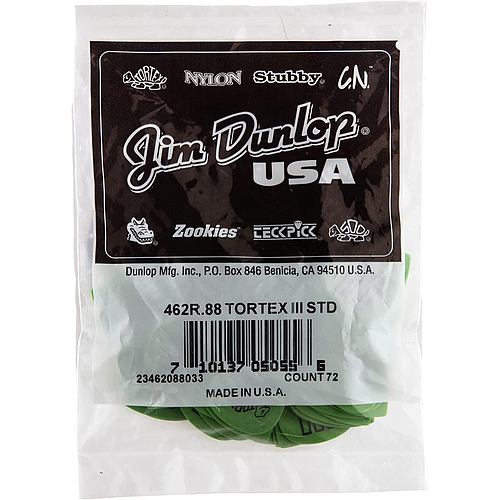 TORTEX NYLON Stubby C.N.
Jim Dunlop
USA
Zookies TECKPICK
Dunlop Mfg. Inc., P.O. Box 846 Benicia, CA 94510 U.S.A.
462R.88 TORTEX III STD
7 10137 05055 6
23462088033 COUNT 72
MADE IN U.S.A.